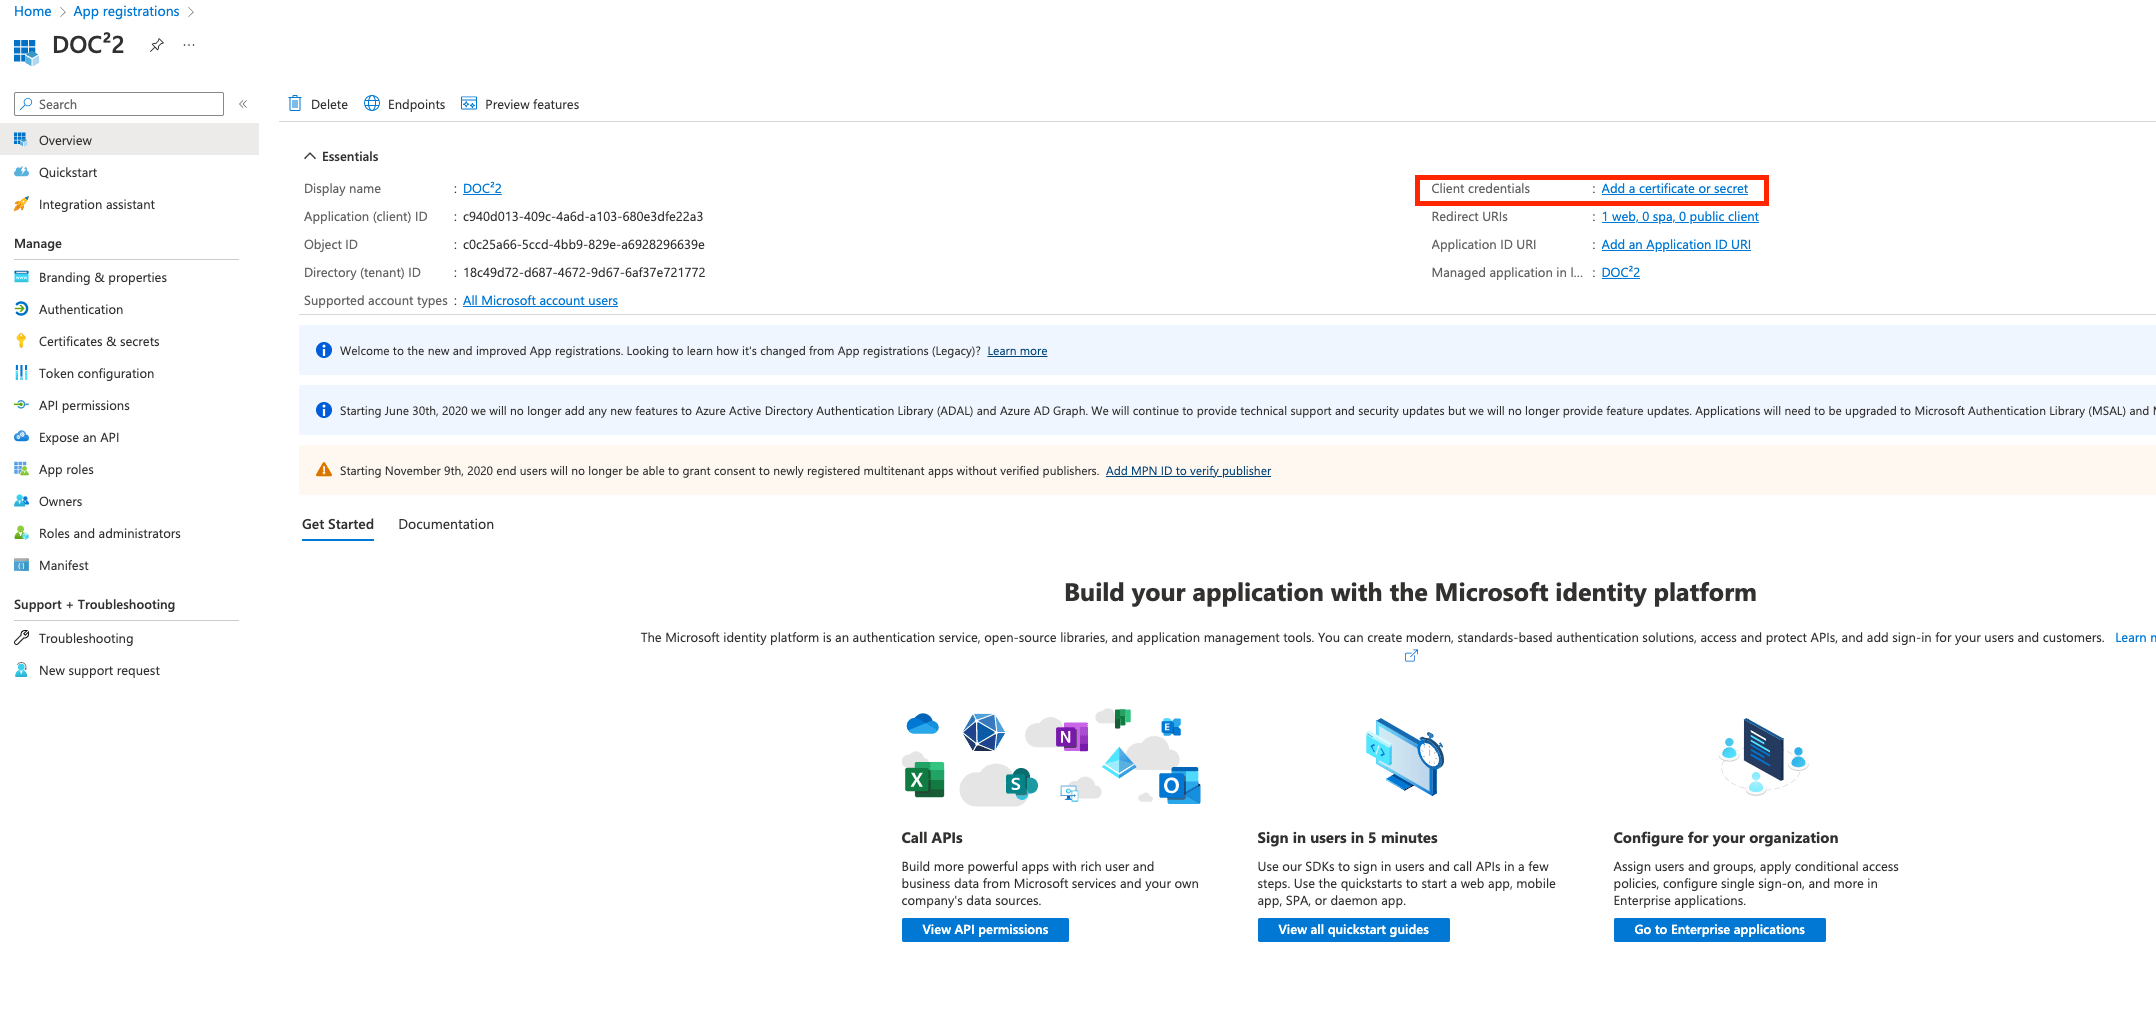 Home > App registrations >
DOC²2
Search
Overview
Quickstart
Integration assistant
Manage
Branding & properties
Authentication
Certificates & secrets
Token configuration
API permissions
Expose an API
App roles
Owners
Roles and administrators
Manifest
Support + Troubleshooting
Troubleshooting
New support request
Delete Endpoints Preview features
Essentials
Display name : DOC²2
Application (client) ID : c940d013-409c-4a6d-a103-680e3dfe22a3
Object ID : c0c25a66-5ccd-4bb9-829e-a6928296639e
Directory (tenant) ID : 18c49d72-d687-4672-9d67-6af37e721772
Supported account types : All Microsoft account users
Client credentials : Add a certificate or secret
Redirect URIs : 1 web, 0 spa, 0 public client
Application ID URI : Add an Application ID URI
Managed application in l... : DOC²2
Welcome to the new and improved App registrations. Looking to learn how it's changed from App registrations (Legacy)? Learn more
Starting June 30th, 2020 we will no longer add any new features to Azure Active Directory Authentication Library (ADAL) and Azure AD Graph. We will continue to provide technical support and security updates but we will no longer provide feature updates. Applications will need to be upgraded to Microsoft Authentication Library (MSAL) and
Starting November 9th, 2020 end users will no longer be able to grant consent to newly registered multitenant apps without verified publishers. Add MPN ID to verify publisher
Get Started Documentation
Build your application with the Microsoft identity platform
The Microsoft identity platform is an authentication service, open-source libraries, and application management tools. You can create modern, standards-based authentication solutions, access and protect APIs, and add sign-in for your users and customers. Learn
N
E
X
S
O
Call APIs
Build more powerful apps with rich user and
business data from Microsoft services and your own
company's data sources.
View API permissions
Sign in users in 5 minutes
Use our SDKs to sign in users and call APIs in a few
steps. Use the quickstarts to start a web app, mobile
app, SPA, or daemon app.
View all quickstart guides
Configure for your organization
Assign users and groups, apply conditional access
policies, configure single sign-on, and more in
Enterprise applications.
Go to Enterprise applications